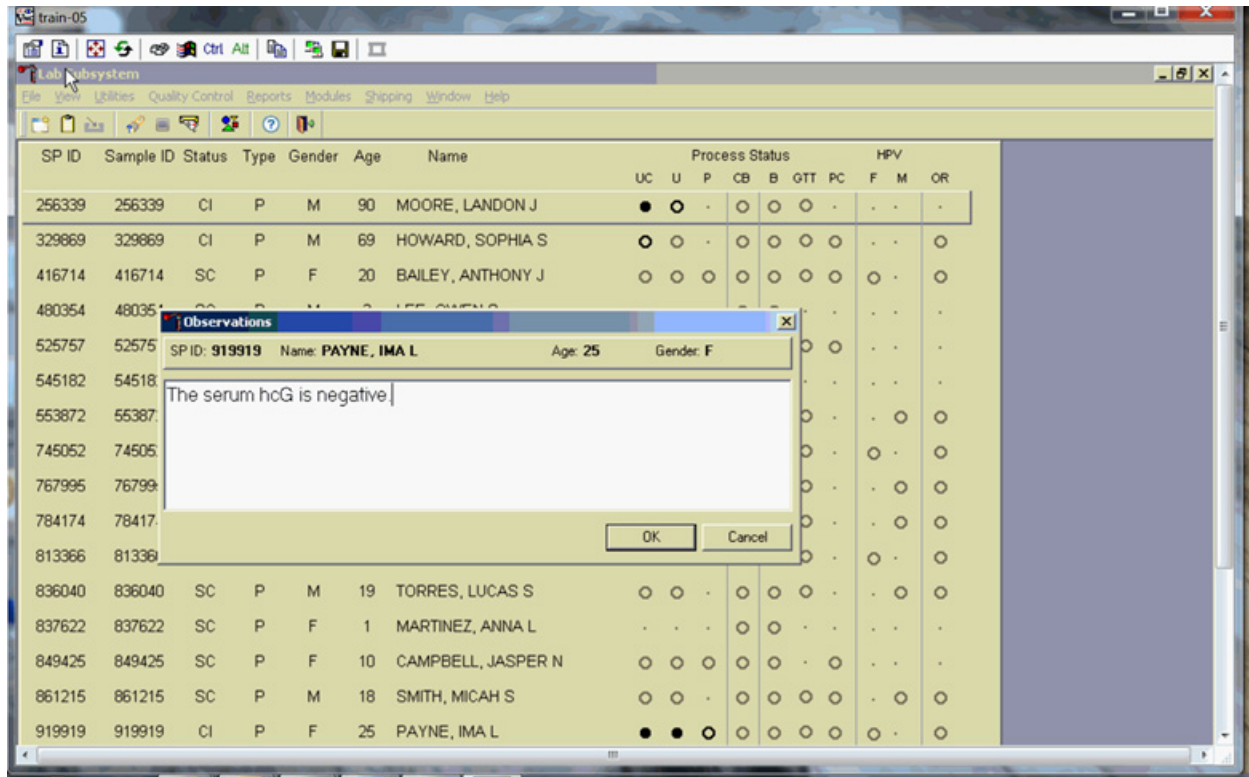 train-05
Ctrl Alt
Lab Subsystem
File View Utilities Quality Control Reports Modules Shipping Window Help
SP ID Sample ID Status Type Gender Age Name Process Status HPV
UC U P CB B GTT PC F M OR
256339 256339 CI P M 90 MOORE, LANDON J
329869 329869 CI P M 69 HOWARD, SOPHIA S
416714 416714 SC P F 20 BAILEY, ANTHONY J
480354
Observations
525757
SP ID: 919919 Name: PAYNE, IMA L Age: 25 Gender: F
545182
The serum hcG is negative.
553872
745052
767995
784174
OK Cancel
813366
836040 836040 SC P M 19 TORRES, LUCAS S
837622 837622 SC P F 1 MARTINEZ, ANNA L
849425 849425 SC P F 10 CAMPBELL, JASPER N
861215 861215 SC P M 18 SMITH, MICAH S
919919 919919 CI P F 25 PAYNE, IMA L